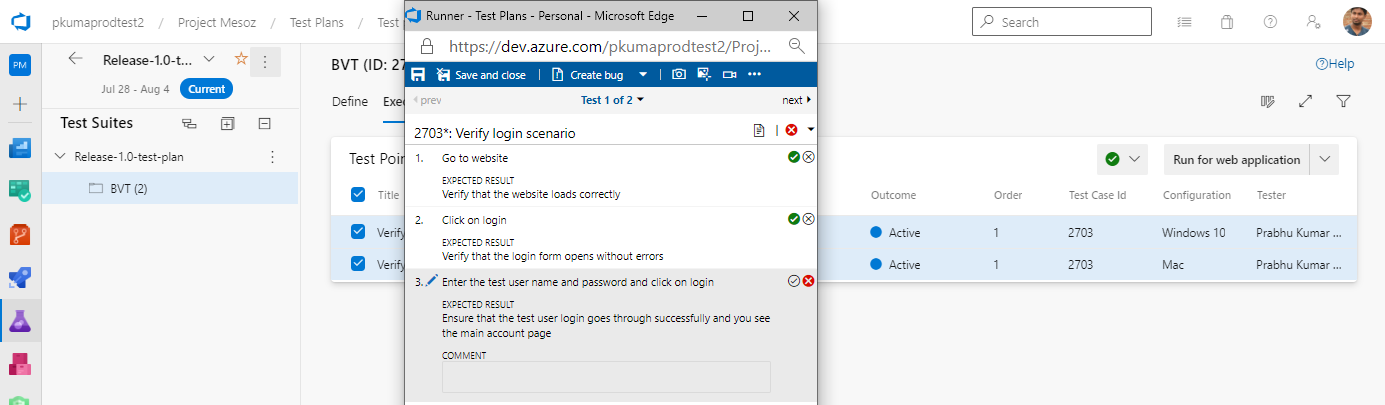 pkumaprodtest2 / Project Mesoz / Test Plans / Test p
Runner - Test Plans - Personal - Microsoft Edge
Search
PM
Release-1.0-t...
Jul 28 - Aug 4 Current
Test Suites
Release-1.0-test-plan
BVT (2)
BVT (ID: 27
Help
Define Exec
https://dev.azure.com/pkumaprodtest2/Proj...
Save and close Create bug
prev Test 1 of 2 next
2703*: Verify login scenario
1. Go to website
EXPECTED RESULT
Verify that the website loads correctly
2. Click on login
EXPECTED RESULT
Verify that the login form opens without errors
3. Enter the test user name and password and click on login
EXPECTED RESULT
Ensure that the test user login goes through successfully and you see
the main account page
COMMENT
Test Poin
Run for web application
Title Outcome Order Test Case Id Configuration Tester
Verify Active 1 2703 Windows 10 Prabhu Kumar ...
Verify Active 1 2703 Mac Prabhu Kumar ...